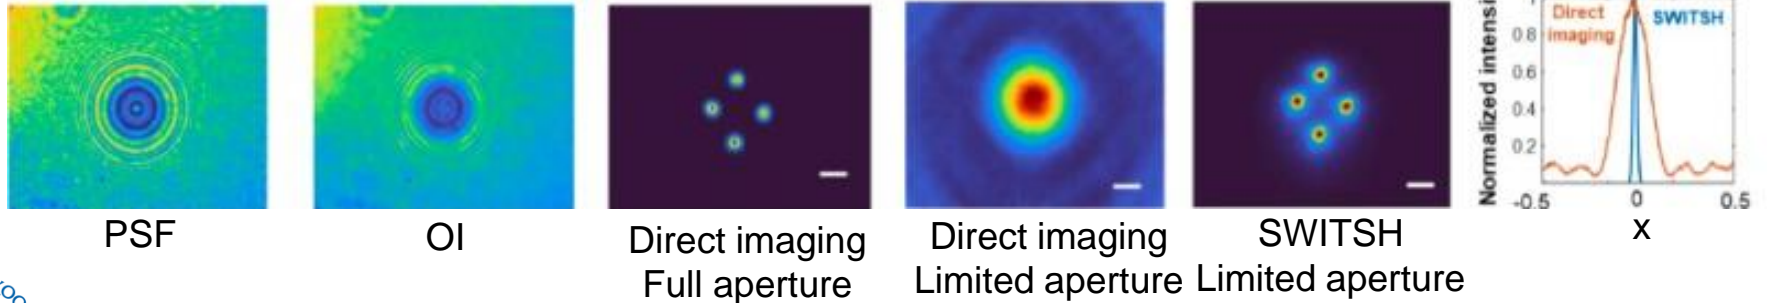 PSF
OI
Direct imaging
Full aperture
Direct imaging
Limited aperture
SWITSH
Limited aperture
Normalized
1
0.8
0.6
0.4
0.2
-0.5
0
0.5
Direct
imaging
SWITSH
x